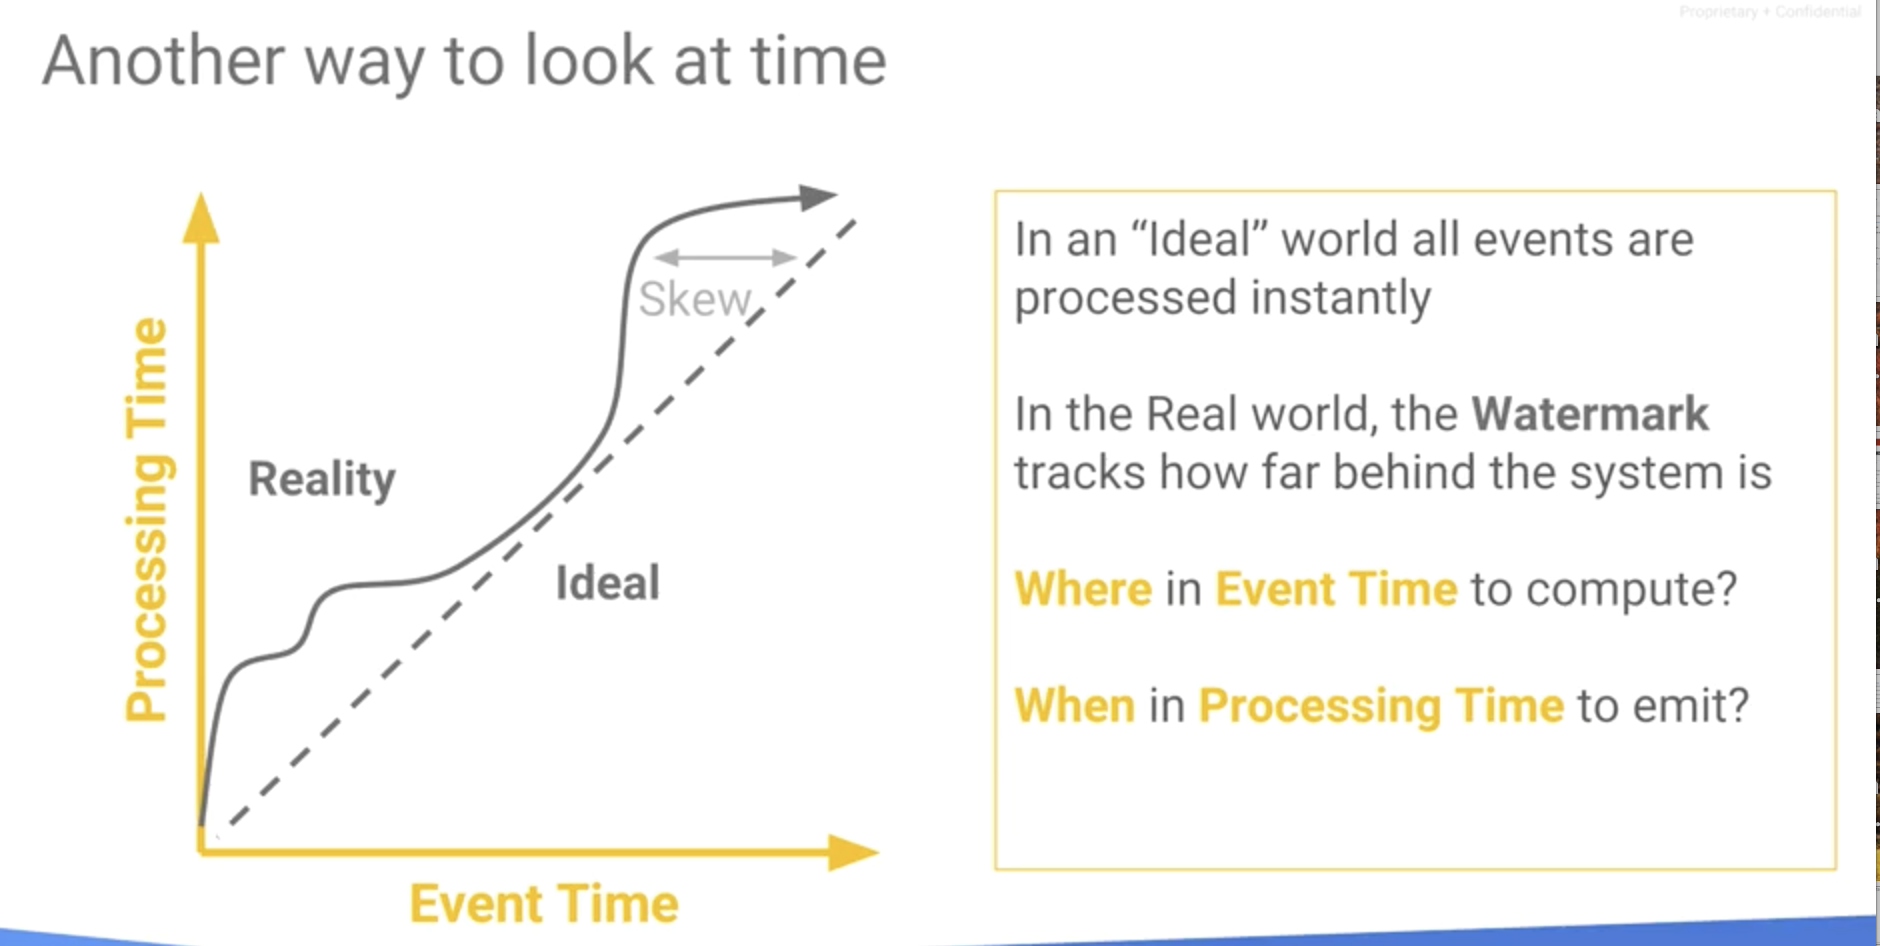 Proprietary + Confidential
Another way to look at time
Processing Time
Reality
Skew
Ideal
Event Time
In an “Ideal” world all events are
processed instantly
In the Real world, the Watermark
tracks how far behind the system is
Where in Event Time to compute?
When in Processing Time to emit?